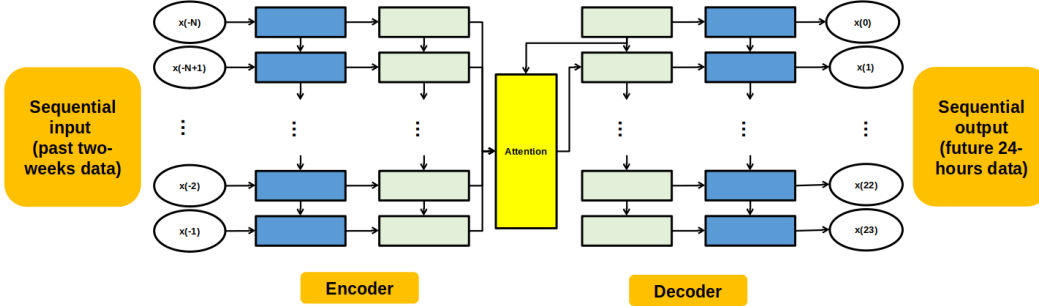 x(-N)
x(0)
x(-N+1)
x(1)
Sequential
input
(past two-
weeks data)
...
...
...
Attention
...
...
...
Sequential
output
(future 24-
hours data)
x(-2)
x(22)
x(-1)
x(23)
Encoder
Decoder